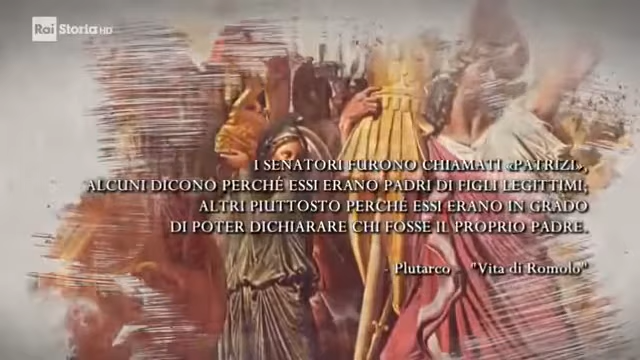 Rai Storia HD
I SENATORI FURONO CHIAMATI «PATRIZI»,
ALCUNI DICONO PERCHÉ ESSI ERANO PADRI DI FIGLI LEGITTIMI;
ALTRI PIUTTOSTO PERCHÉ ESSI ERANO IN GRADO
DI POTER DICHIARARE CHI FOSSE IL PROPRIO PADRE.
- Plutarco "Vita di Romolo"